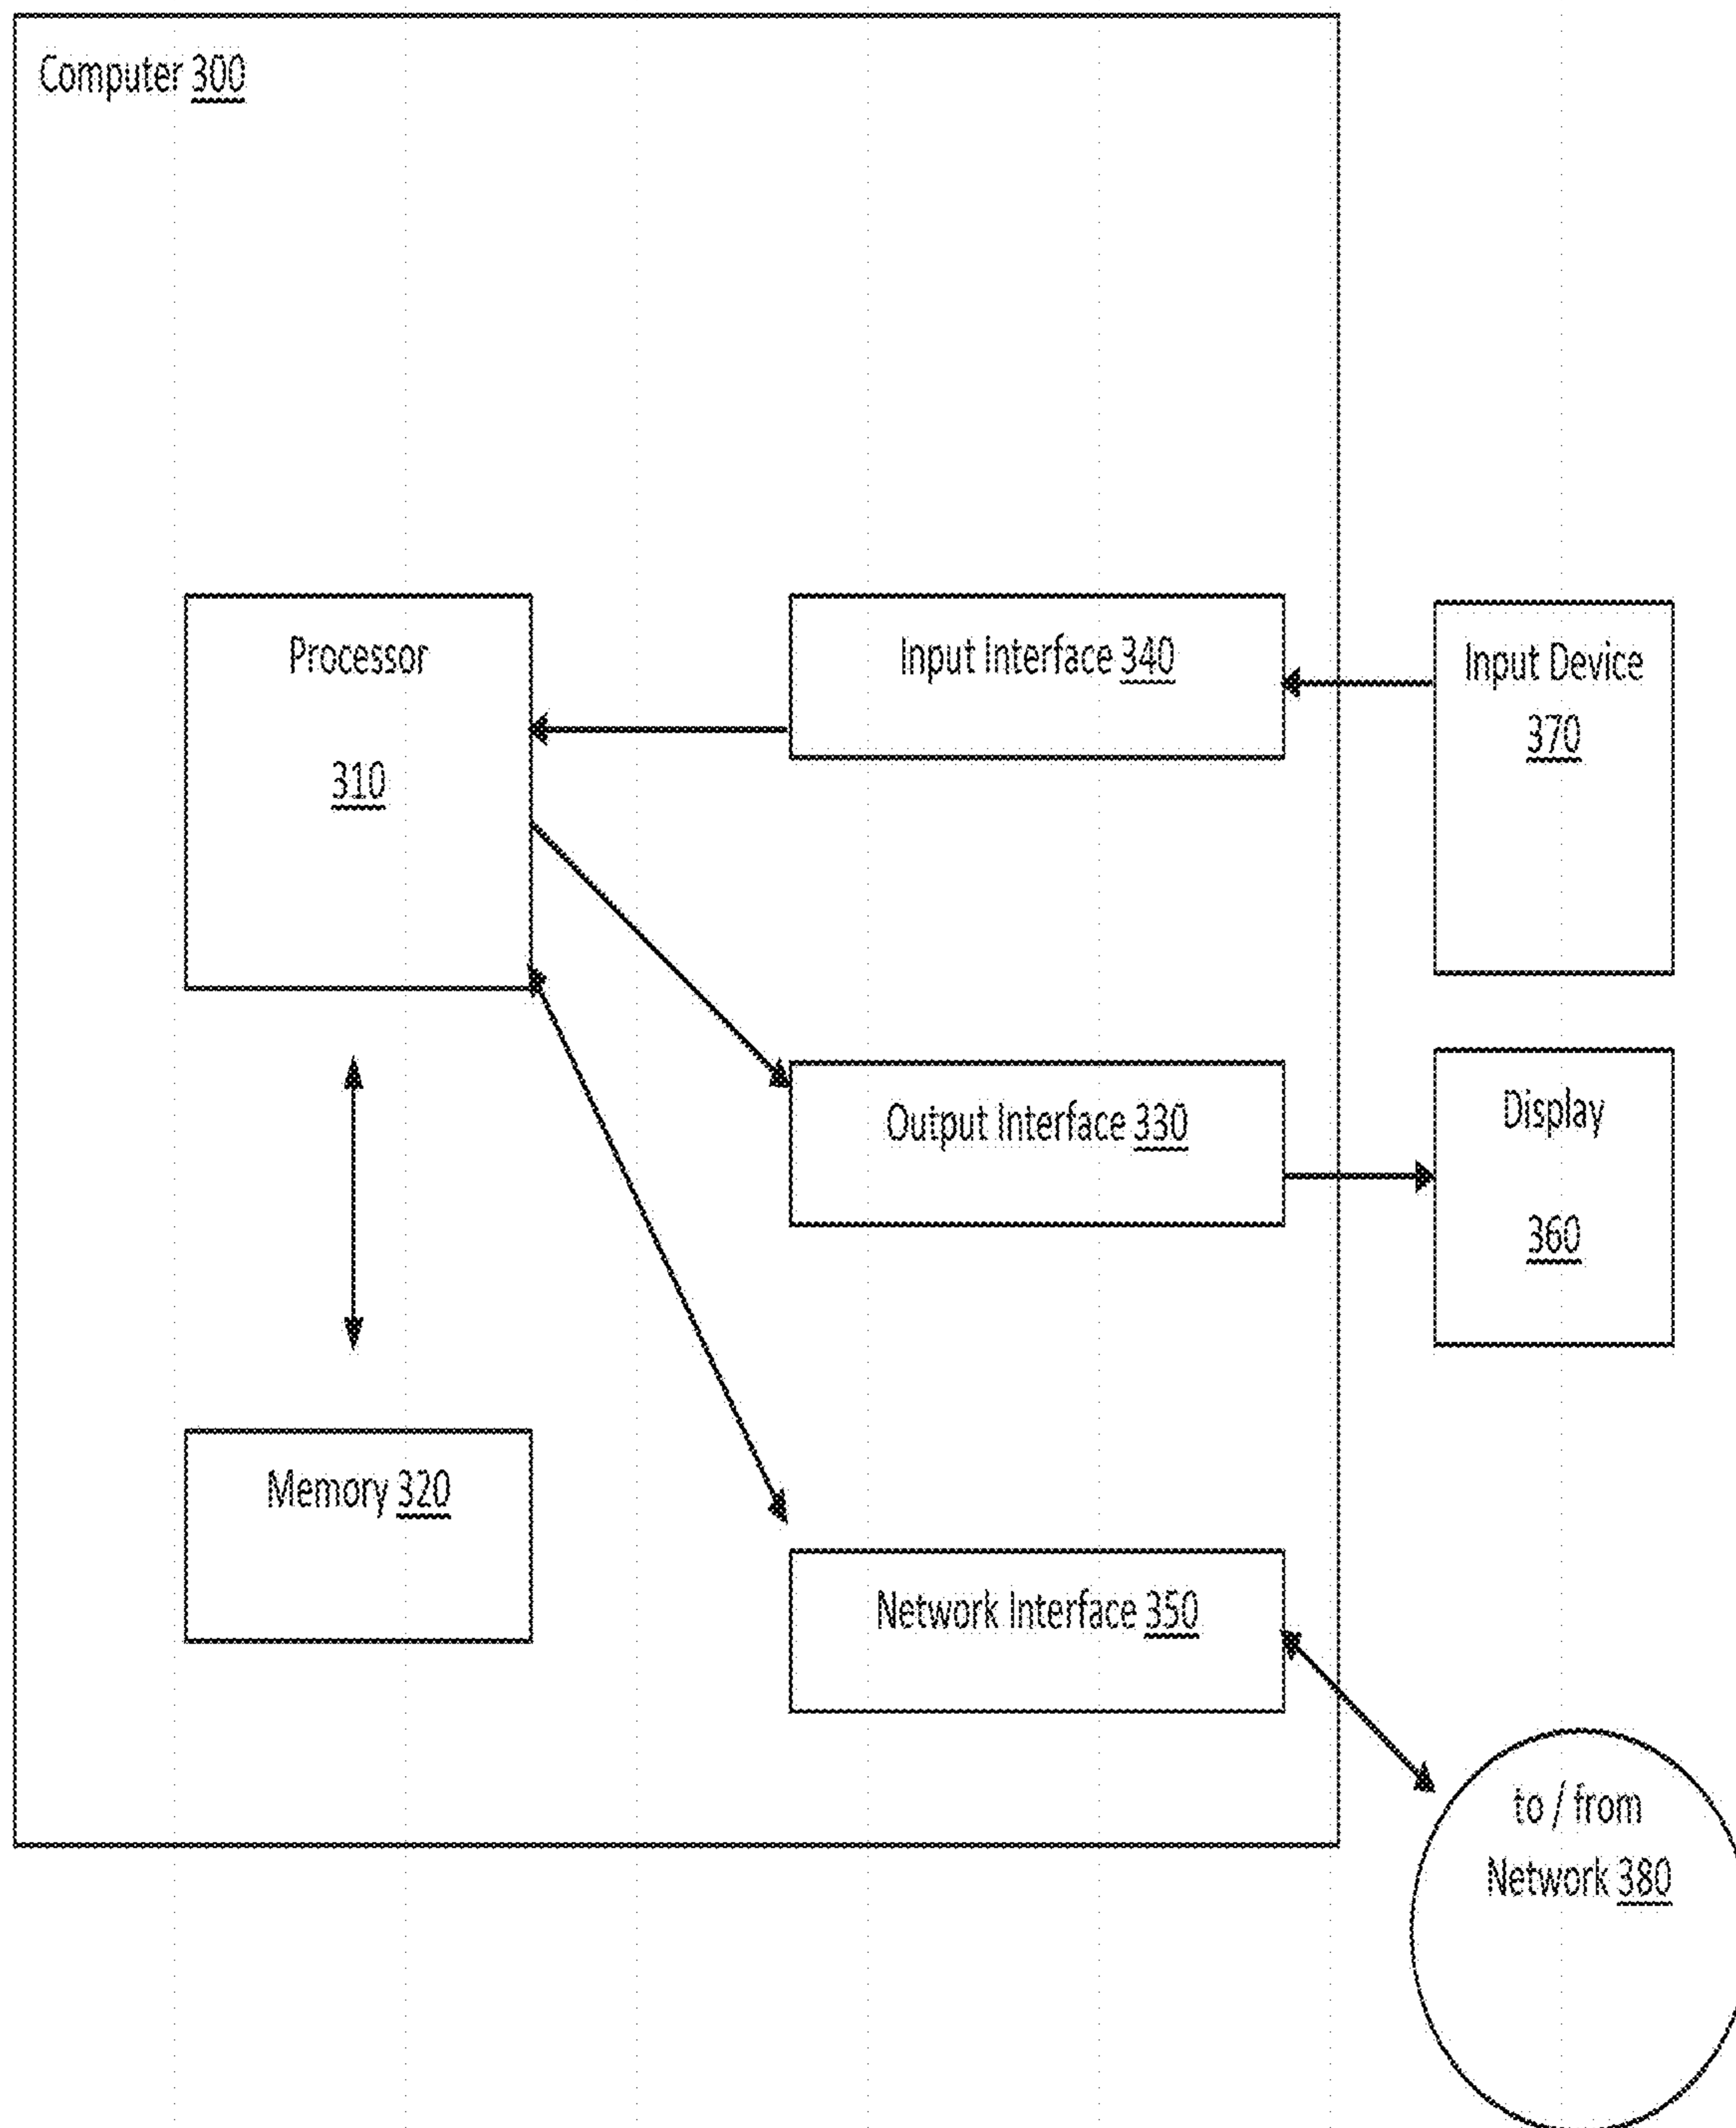 Computer 300
Processor
310
Input Interface 340
Input Device
370
Output Interface 330
Display
360
Memory 320
Network Interface 350
to / from
Network 380